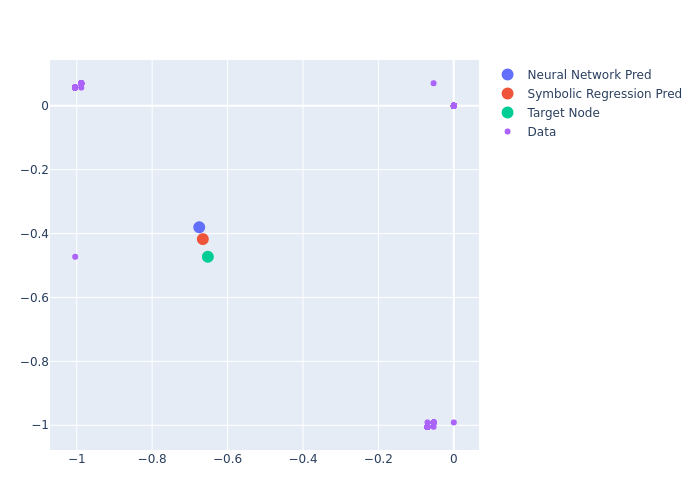 Neural Network Pred
Symbolic Regression Pred
Target Node
Data
0
−0.2
−0.4
−0.6
−0.8
−1
−1 −0.8 −0.6 −0.4 −0.2 0